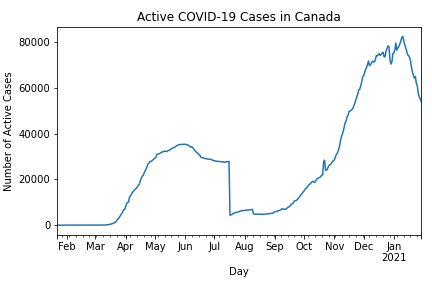 Active COVID-19 Cases in Canada
Number of Active Cases
80000
60000
40000
20000
0
Feb Mar Apr May Jun Jul Aug Sep Oct Nov Dec Jan
2021
Day